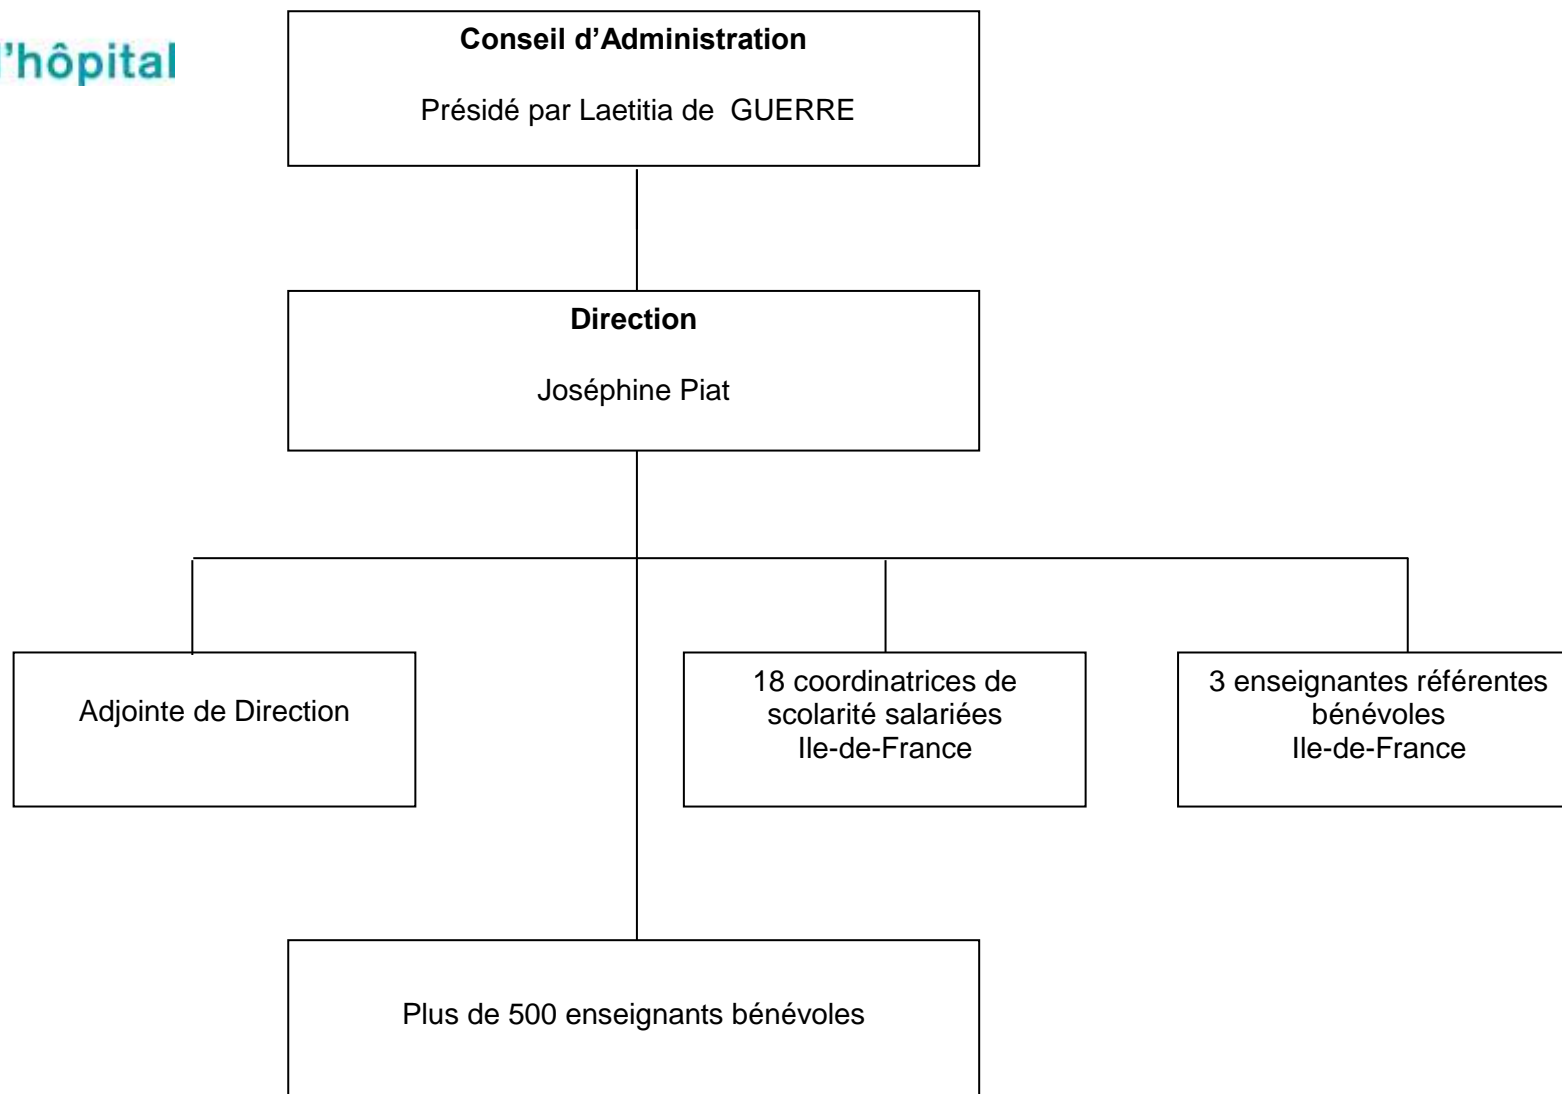 l'hôpital
Conseil d'Administration
Présidé par Laetitia de GUERRE
Direction
Joséphine Piat
Adjointe de Direction
18 coordinatrices de
scolarité salariées
Ile-de-France
3 enseignantes référentes
bénévoles
Ile-de-France
Plus de 500 enseignants bénévoles